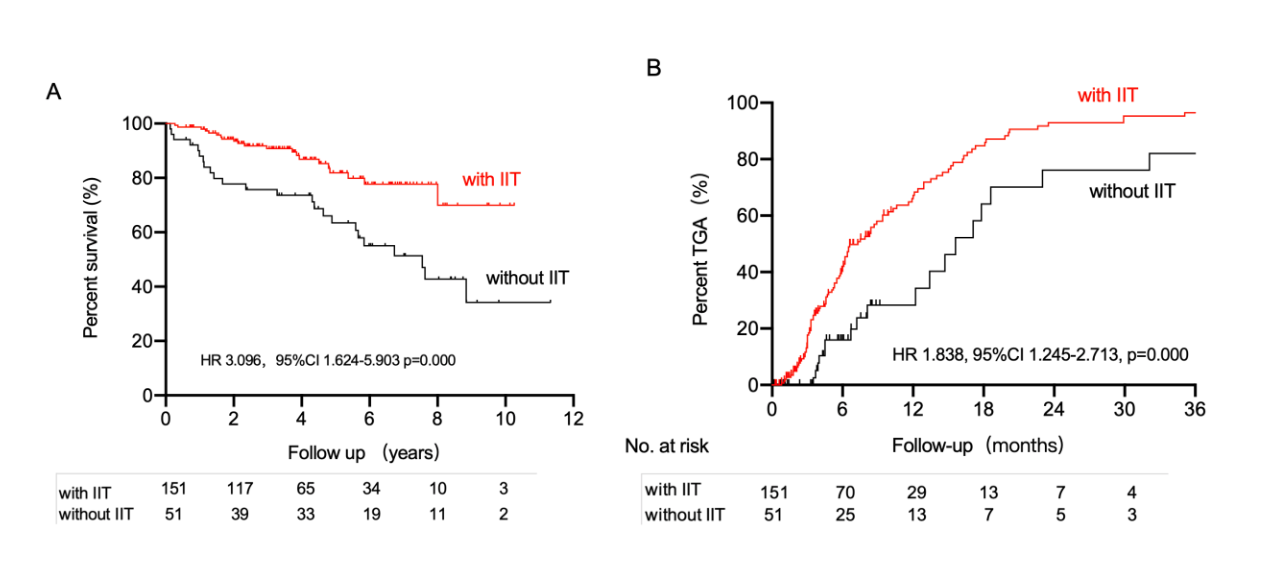 A
Percent survival (%)
100
80
60
40
20
0
with IIT
without IIT
HR 3.096, 95%CI 1.624-5.903 p=0.000
0 2 4 6 8 10 12
Follow up (years)
with IIT 151 117 65 34 10 3
without IIT 51 39 33 19 11 2
B
Percent TGA (%)
100
80
60
40
20
0
with IIT
without IIT
HR 1.838, 95%CI 1.245-2.713, p=0.000
0 6 12 18 24 30 36
No. at risk
Follow-up (months)
with IIT 151 70 29 13 7 4
without IIT 51 25 13 7 5 3